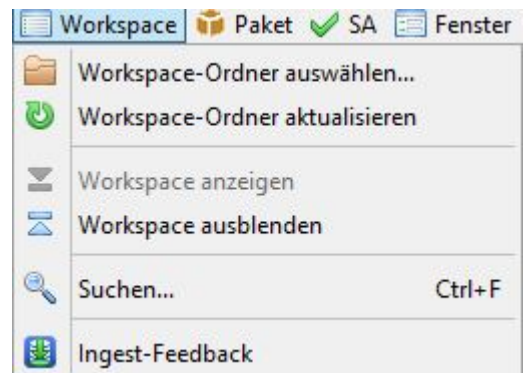 Workspace Paket SA Fenster
Workspace-Ordner auswählen...
Workspace-Ordner aktualisieren
Workspace anzeigen
Workspace ausblenden
Suchen... Ctrl+F
Ingest-Feedback